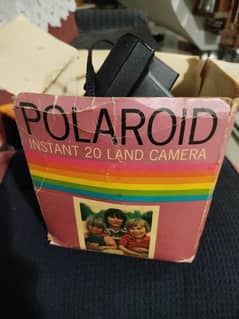 POLAROID
INSTANT 20 LAND CAMERA